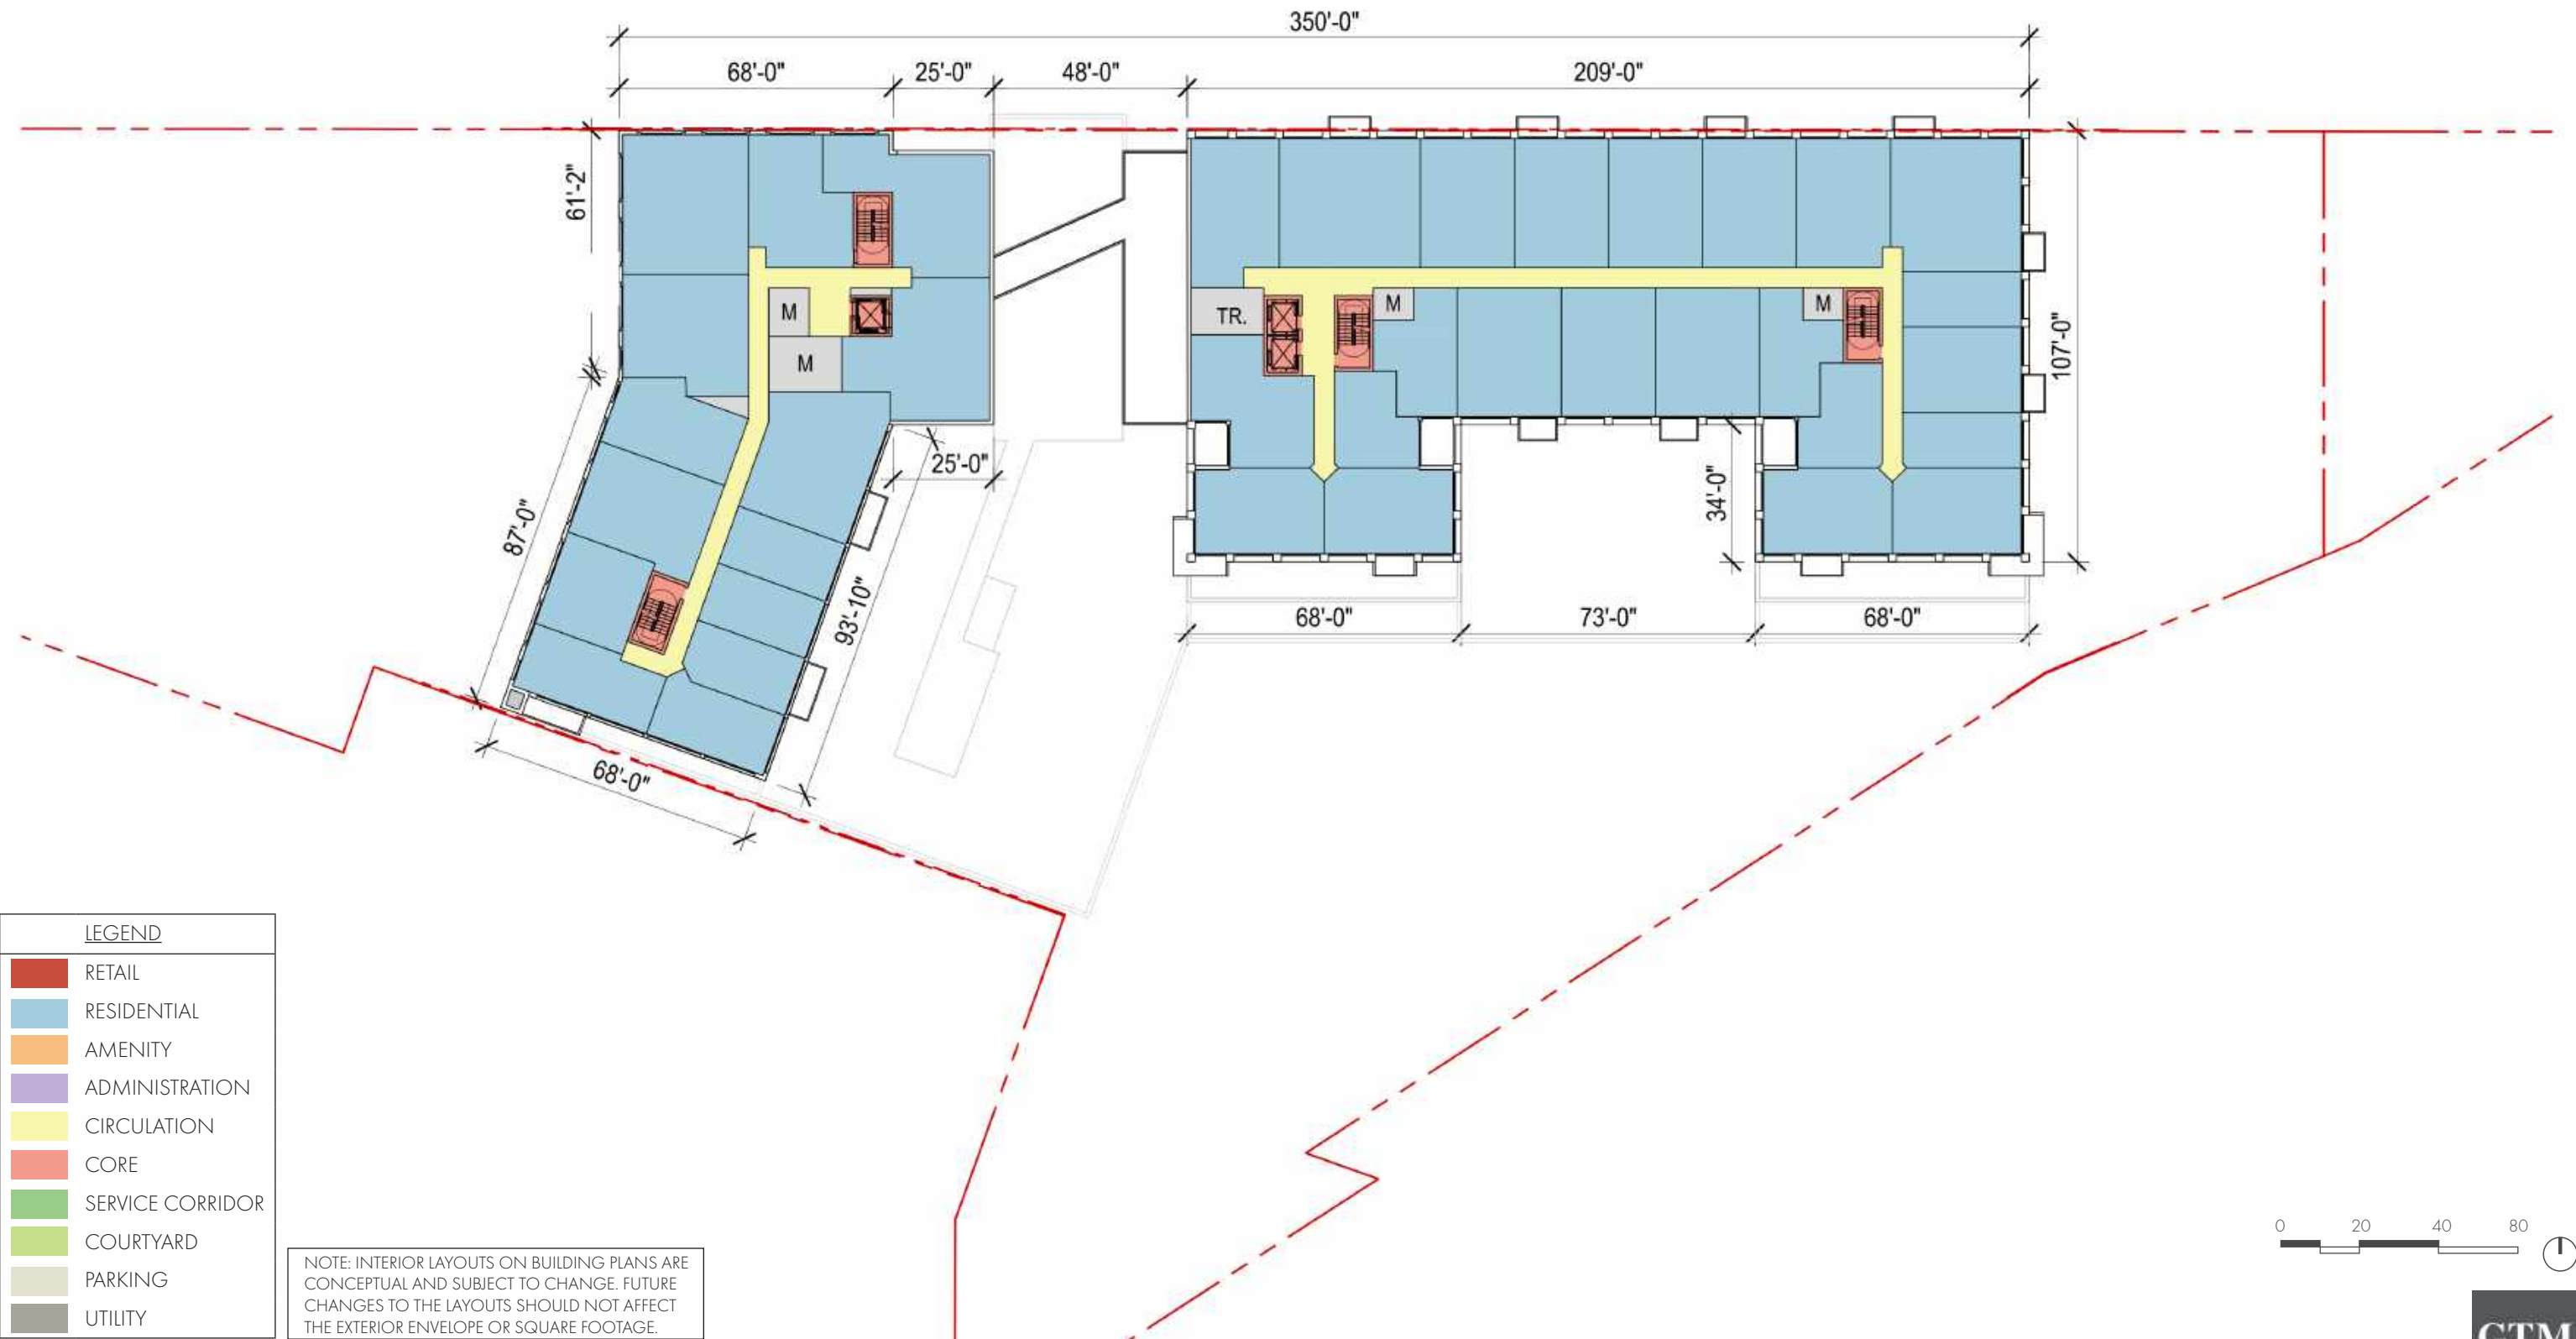 350'-0"
68'-0"
25'-0"
48'-0"
209'-0"
61'-2"
M
M
TR.
M
M
107'-0"
25'-0"
34'-0"
87'-0"
93'-10"
68'-0"
73'-0"
68'-0"
68'-0"
LEGEND
RETAIL
RESIDENTIAL
AMENITY
ADMINISTRATION
CIRCULATION
CORE
SERVICE CORRIDOR
COURTYARD
PARKING
UTILITY
NOTE: INTERIOR LAYOUTS ON BUILDING PLANS ARE
CONCEPTUAL AND SUBJECT TO CHANGE. FUTURE
CHANGES TO THE LAYOUTS SHOULD NOT AFFECT
THE EXTERIOR ENVELOPE OR SQUARE FOOTAGE.
0 20 40 80